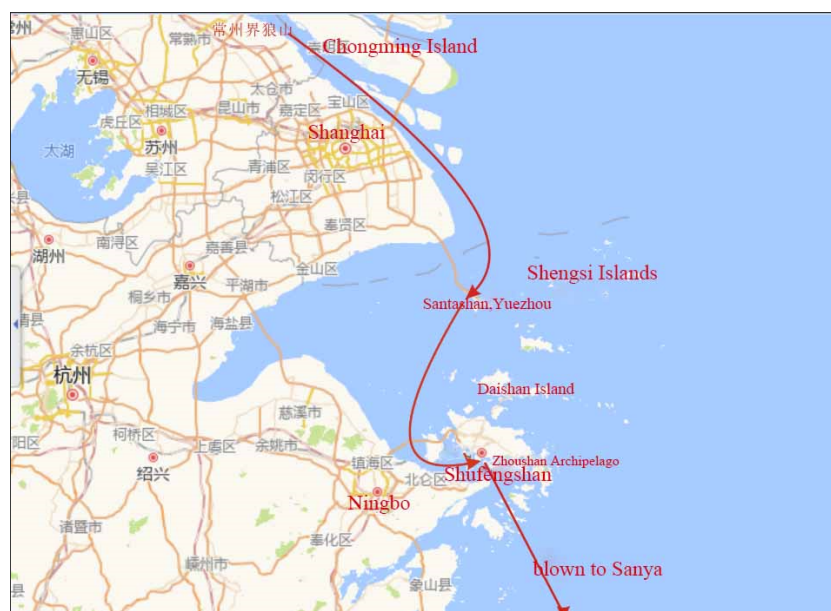 常州
惠山区
常熟市
常州界狼山
崇明区
Chongming Island
无锡
太仓市
相城区
昆山市
嘉定区
宝山区
虎丘区
苏州
Shanghai
太湖
吴江区
青浦区
闵行区
松江区
湖州
南浔区
嘉善县
奉贤区
嘉兴
平湖市
金山区
Shengsi Islands
桐乡市
海宁市
海盐县
Santashan,Yuezhou
余杭区
杭州
Daishan Island
慈溪市
柯桥区
上虞区
余姚市
镇海区
绍兴
北仑区
Zhoushan Archipelago
Shufengshan
Ningbo
诸暨市
奉化区
嵊州市
象山县
blown to Sanya